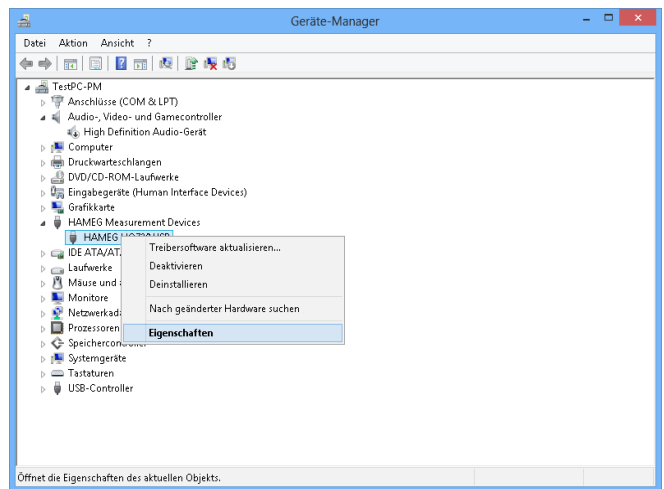 Geräte-Manager
Datei Aktion Ansicht ?
TestPC-PM
Anschlüsse (COM & LPT)
Audio-, Video- und Gamecontroller
High Definition Audio-Gerät
Computer
Druckwarteschlangen
DVD/CD-ROM-Laufwerke
Eingabegeräte (Human Interface Devices)
Grafikkarte
HAMEG Measurement Devices
HAMEG
IDE ATA/AT
Treibersoftware aktualisieren...
Laufwerke
Deaktivieren
Mäuse und
Deinstallieren
Monitore
Netzwerkad
Nach geänderter Hardware suchen
Prozessoren
Eigenschaften
Speichercontroller
Systemgeräte
Tastaturen
USB-Controller
Öffnet die Eigenschaften des aktuellen Objekts.